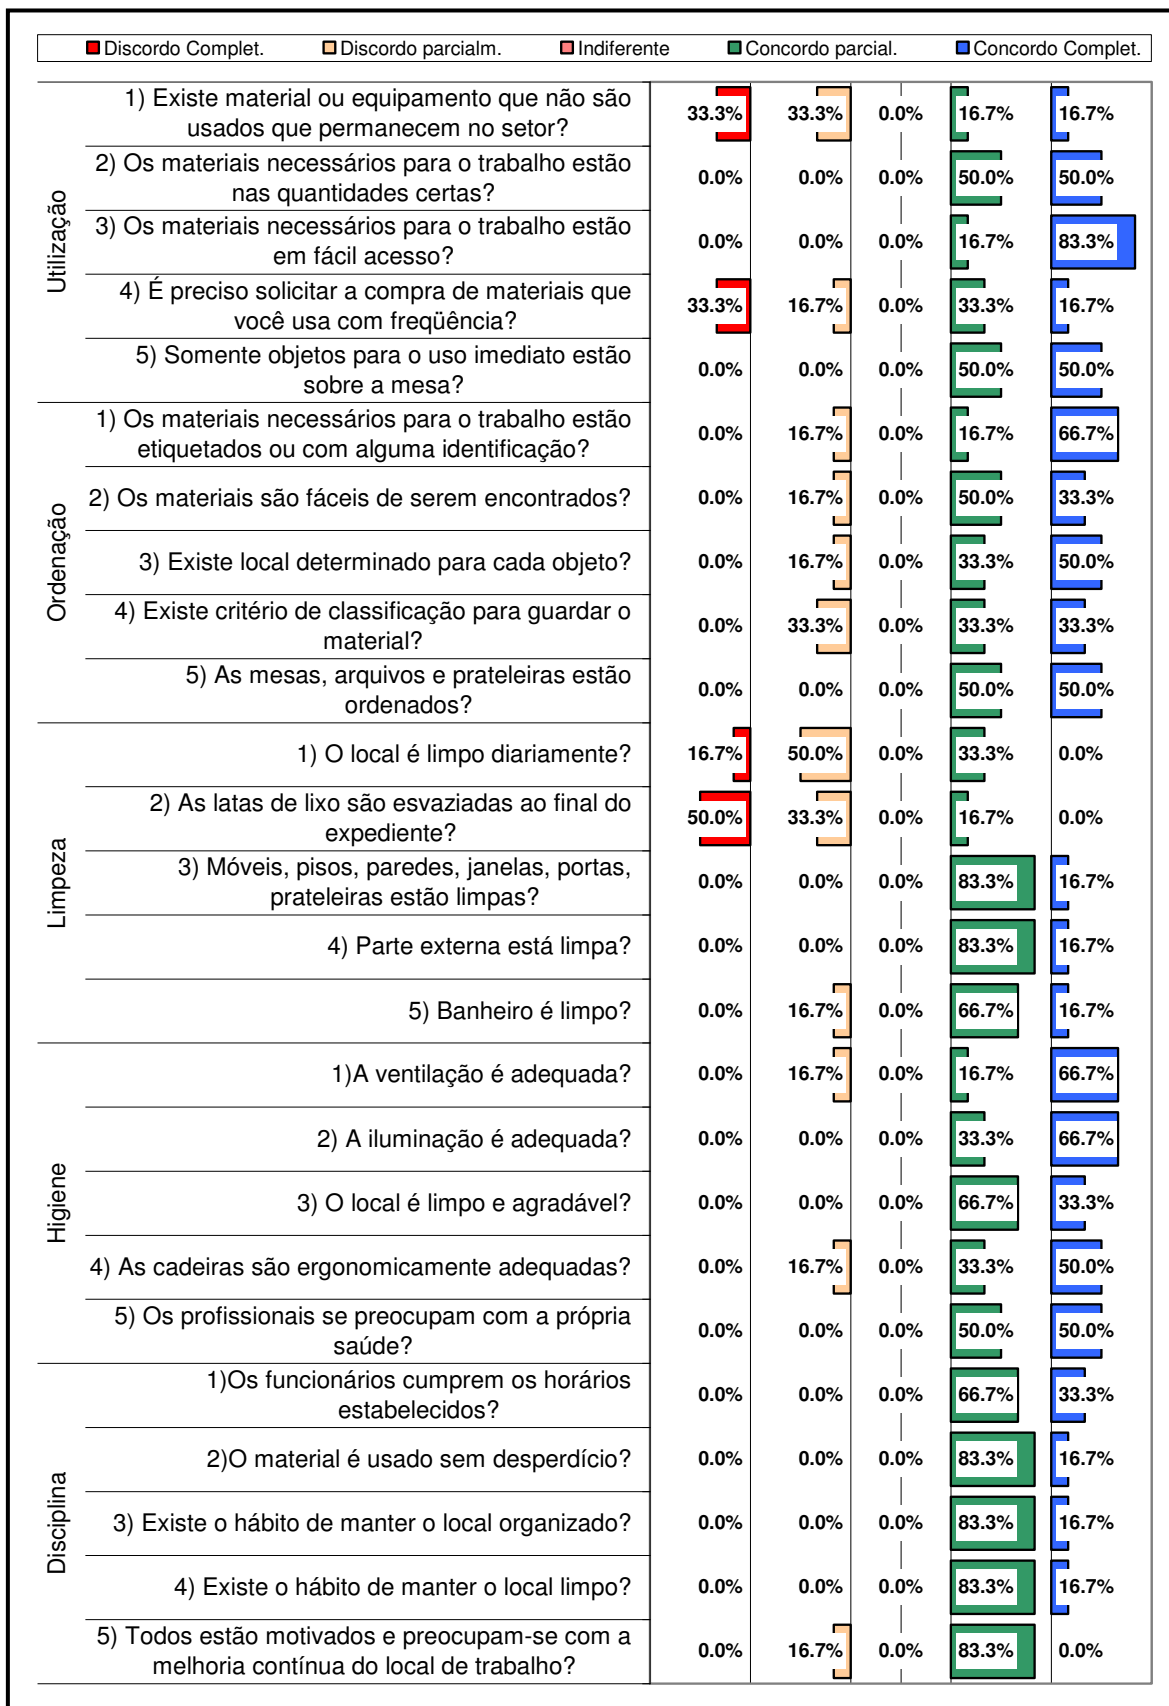 Discordo Complet. Discordo parcialm. Indiferente Concordo parcial. Concordo Complet.
Utilização
1) Existe material ou equipamento que não são
usados que permanecem no setor?
33.3% 33.3% 0.0% 16.7% 16.7%
2) Os materiais necessários para o trabalho estão
nas quantidades certas?
0.0% 0.0% 0.0% 50.0% 50.0%
3) Os materiais necessários para o trabalho estão
em fácil acesso?
0.0% 0.0% 0.0% 16.7% 83.3%
4) É preciso solicitar a compra de materiais que
você usa com freqüência?
33.3% 16.7% 0.0% 33.3% 16.7%
5) Somente objetos para o uso imediato estão
sobre a mesa?
0.0% 0.0% 0.0% 50.0% 50.0%
Ordenação
1) Os materiais necessários para o trabalho estão
etiquetados ou com alguma identificação?
0.0% 16.7% 0.0% 16.7% 66.7%
2) Os materiais são fáceis de serem encontrados?
0.0% 16.7% 0.0% 50.0% 33.3%
3) Existe local determinado para cada objeto?
0.0% 16.7% 0.0% 33.3% 50.0%
4) Existe critério de classificação para guardar o
material?
0.0% 33.3% 0.0% 33.3% 33.3%
5) As mesas, arquivos e prateleiras estão
ordenados?
0.0% 0.0% 0.0% 50.0% 50.0%
Limpeza
1) O local é limpo diariamente?
16.7% 50.0% 0.0% 33.3% 0.0%
2) As latas de lixo são esvaziadas ao final do
expediente?
50.0% 33.3% 0.0% 16.7% 0.0%
3) Móveis, pisos, paredes, janelas, portas,
prateleiras estão limpas?
0.0% 0.0% 0.0% 83.3% 16.7%
4) Parte externa está limpa?
0.0% 0.0% 0.0% 83.3% 16.7%
5) Banheiro é limpo?
0.0% 16.7% 0.0% 66.7% 16.7%
Higiene
1)A ventilação é adequada?
0.0% 16.7% 0.0% 16.7% 66.7%
2) A iluminação é adequada?
0.0% 0.0% 0.0% 33.3% 66.7%
3) O local é limpo e agradável?
0.0% 0.0% 0.0% 66.7% 33.3%
4) As cadeiras são ergonomicamente adequadas?
0.0% 16.7% 0.0% 33.3% 50.0%
5) Os profissionais se preocupam com a própria
saúde?
0.0% 0.0% 0.0% 50.0% 50.0%
Disciplina
1)Os funcionários cumprem os horários
estabelecidos?
0.0% 0.0% 0.0% 66.7% 33.3%
2)O material é usado sem desperdício?
0.0% 0.0% 0.0% 83.3% 16.7%
3) Existe o hábito de manter o local organizado?
0.0% 0.0% 0.0% 83.3% 16.7%
4) Existe o hábito de manter o local limpo?
0.0% 0.0% 0.0% 83.3% 16.7%
5) Todos estão motivados e preocupam-se com a
melhoria contínua do local de trabalho?
0.0% 16.7% 0.0% 83.3% 0.0%